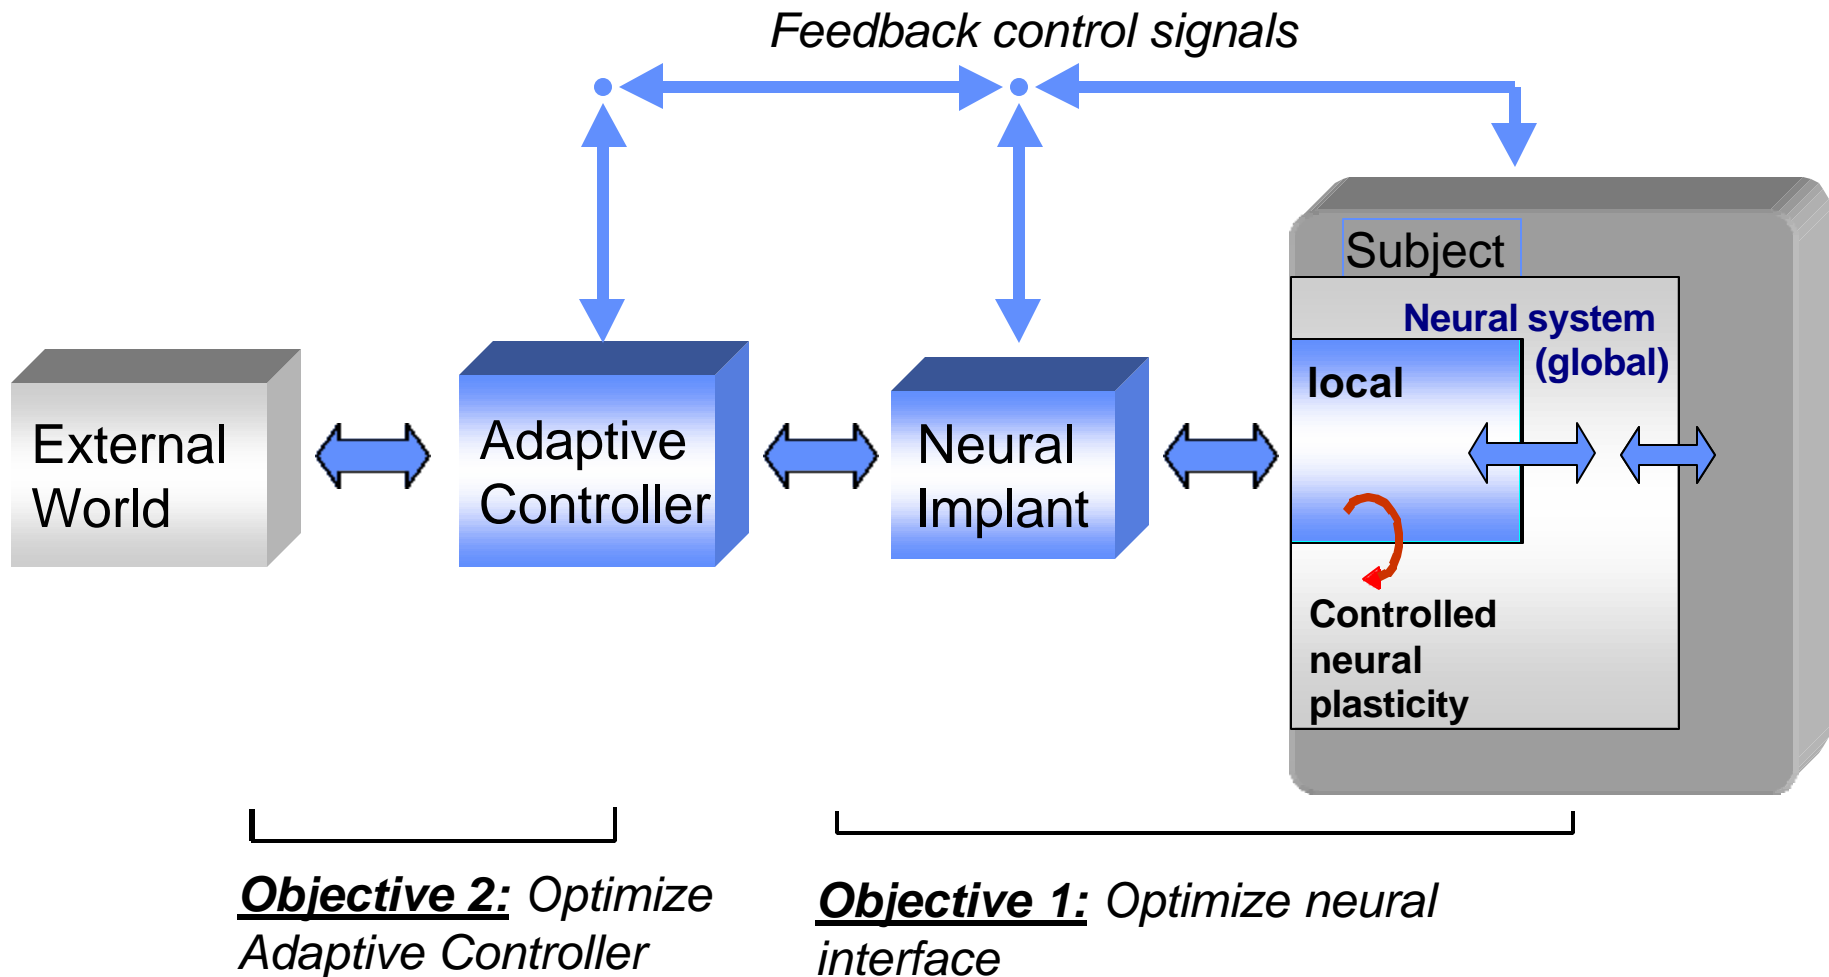 Feedback control signals
Subject
Neural system
(global)
local
External
World
Adaptive
Controller
Neural
Implant
Controlled
neural
plasticity
Objective 2: Optimize
Adaptive Controller
Objective 1: Optimize neural
interface